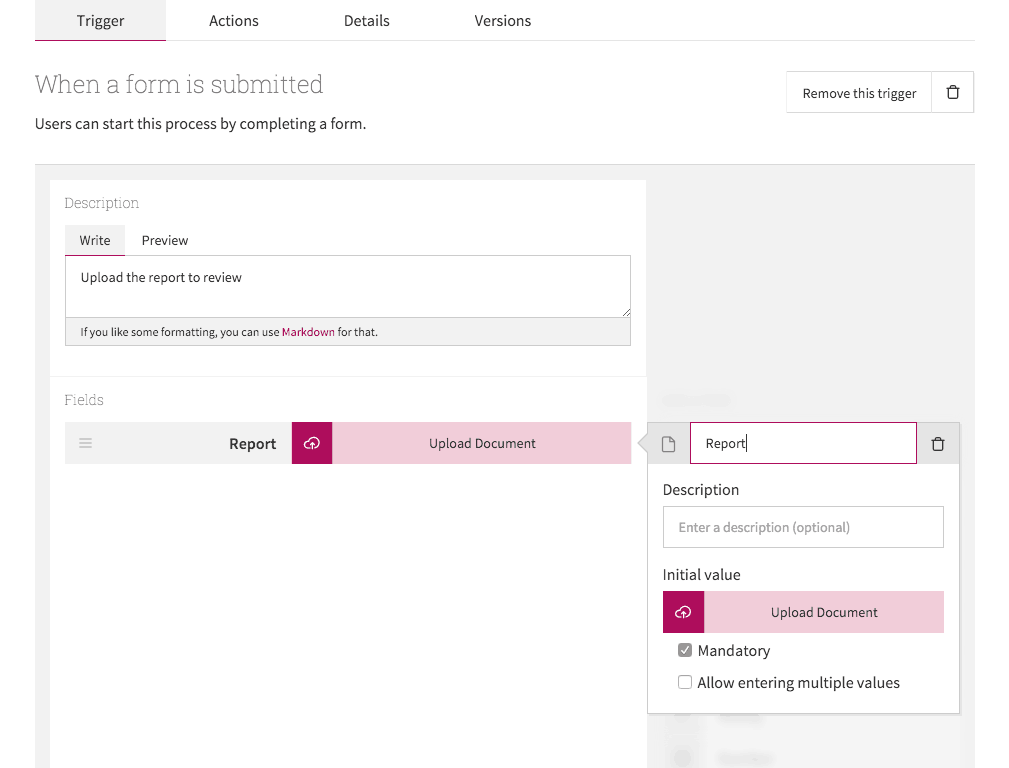 Trigger Actions Details Versions
When a form is submitted
Remove this trigger
Users can start this process by completing a form.
Description
Write Preview
Upload the report to review
If you like some formatting, you can use Markdown for that.
Fields
Report Upload Document
Report
Description
Enter a description (optional)
Initial value
Upload Document
Mandatory
Allow entering multiple values